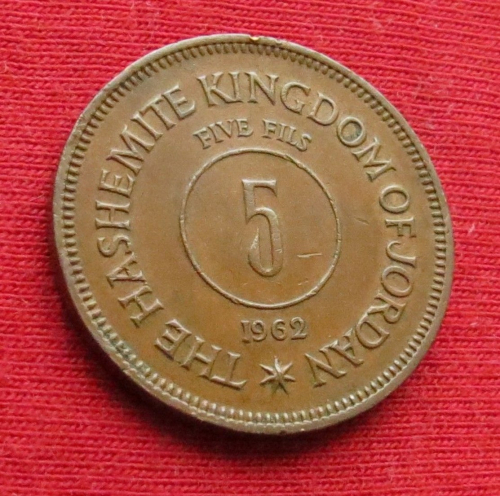 THE HASHEMITE KINGDOM OF JORDAN
FIVE FILS
5
1962